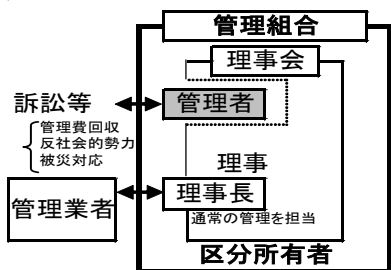 管理組合
理事会
訴訟等
管理者
管理費回収
反社会的勢力
被災対応
理事
管理業者
理事長
通常の管理を担当
区分所有者